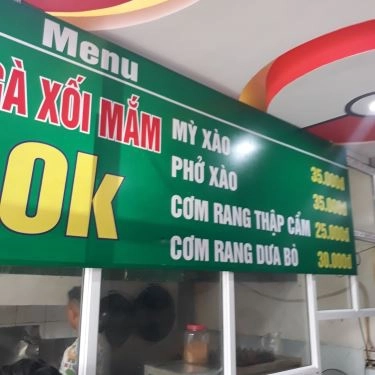 Menu
GÀ XỐI MẮM
0k
MỲ XÀO 35.000đ
PHỞ XÀO 35.000đ
CƠM RANG THẬP CẨM 25.000đ
CƠM RANG DƯA BÒ 30.000đ